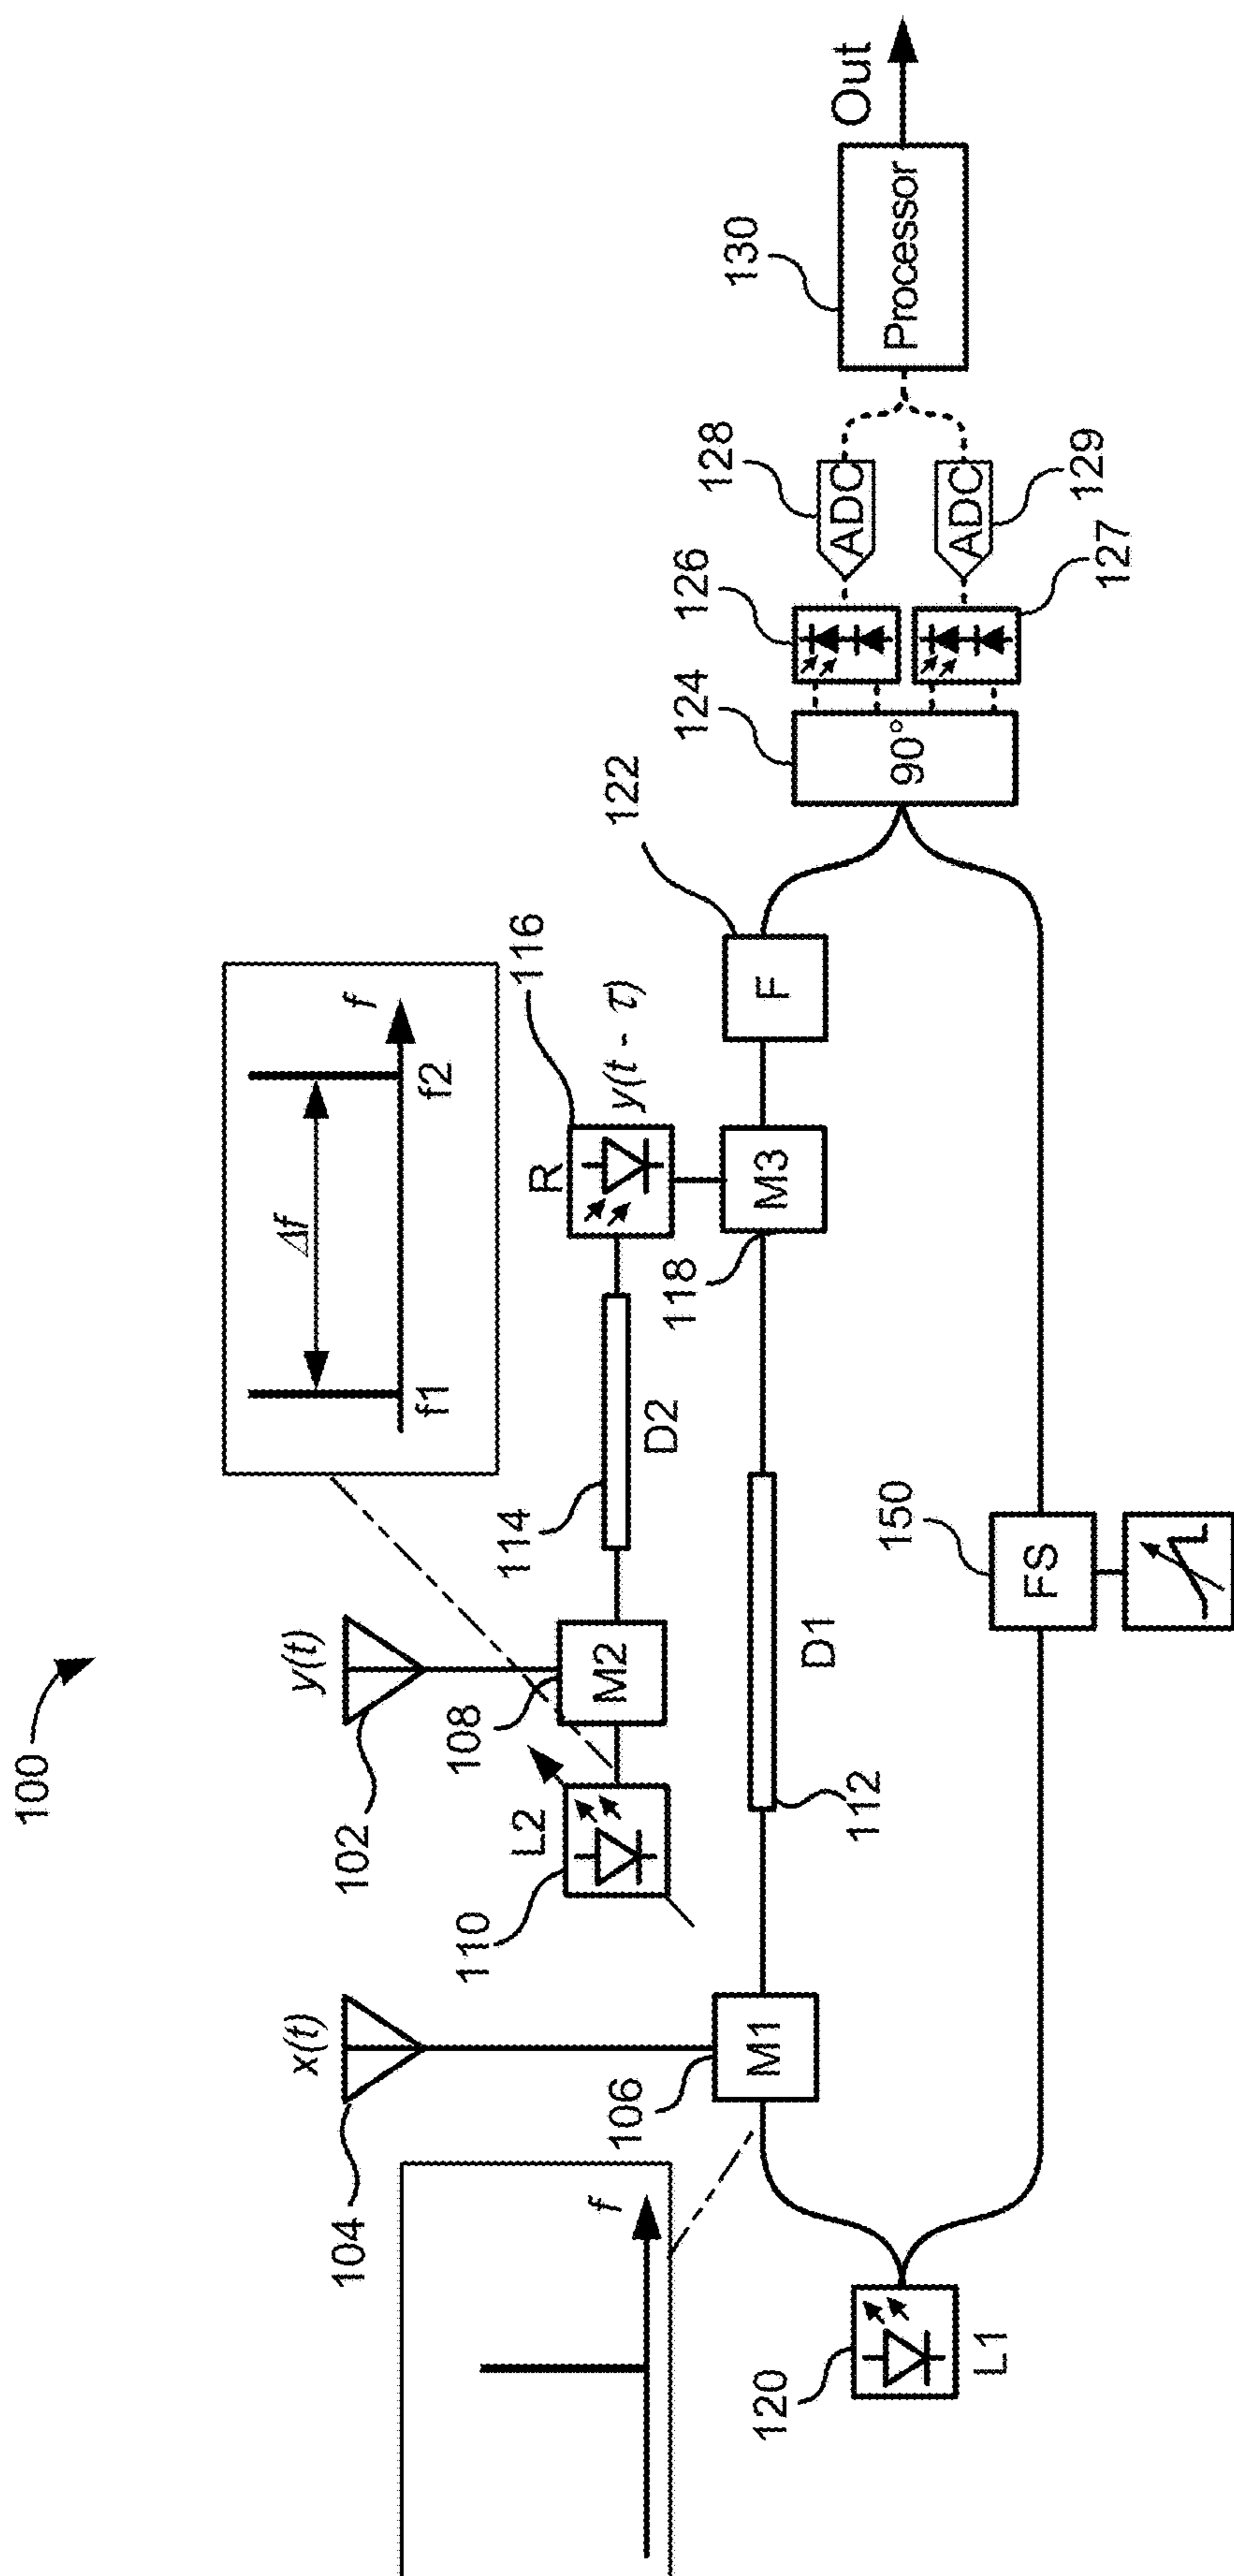 100
x(t)
104
y(t)
102
Δf
f
f1
f2
f
106
M1
110
L2
108
M2
114
D2
R
116
y(t - τ)
118
M3
122
F
112
D1
120
L1
150
FS
124
90°
126
127
128
ADC
ADC
129
130
Processor
Out